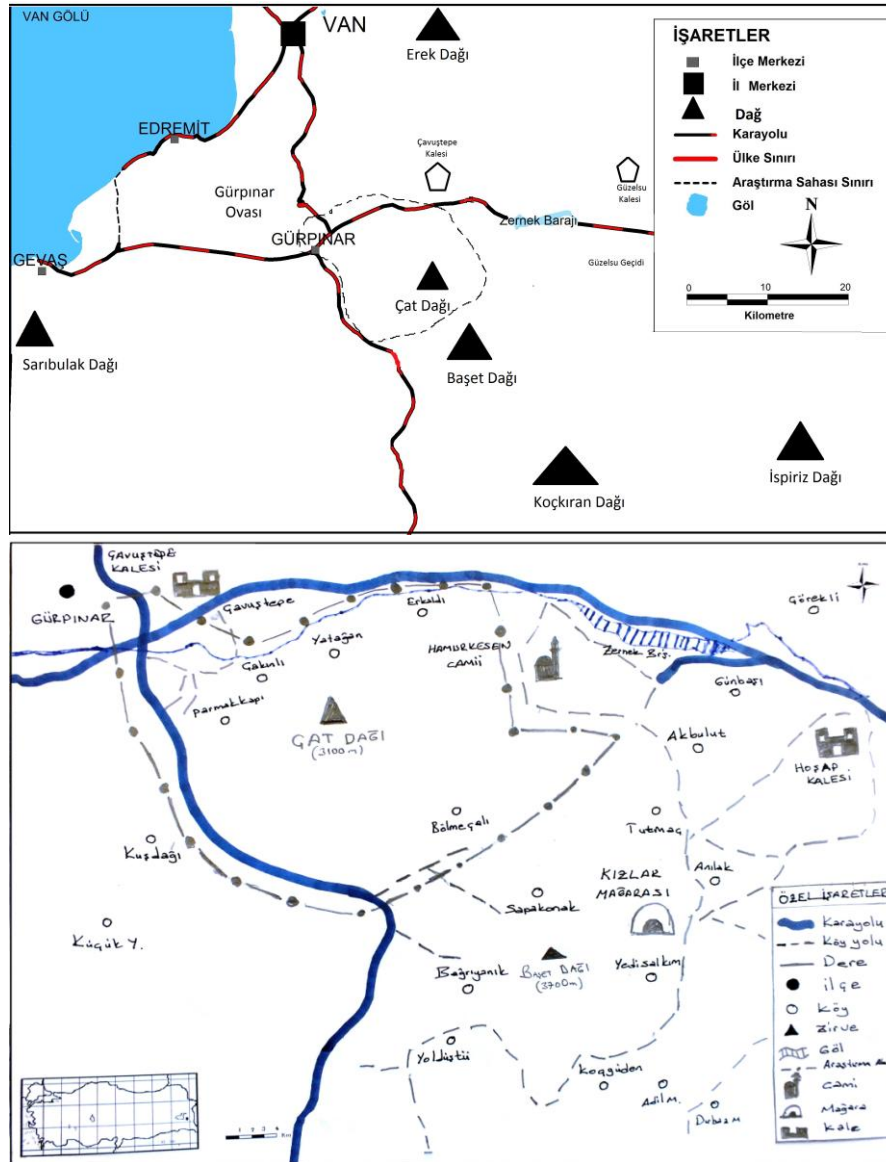 VAN GÖLÜ
VAN
Erek Dağı
EDREMİT
Çavuştepe
Kalesi
Güzelsu
Kalesi
Gürpınar
Ovası
Zernek Barajı
GÜRPINAR
Güzelsu Geçidi
GEVAŞ
Çat Dağı
Sarıbulak Dağı
Başet Dağı
Koçkıran Dağı
İspiriz Dağı
İŞARETLER
İlçe Merkezi
İl Merkezi
Dağ
Karayolu
Ülke Sınırı
Araştırma Sahası Sınırı
Göl
N
0 10 20
Kilometre
ÇAVUŞTEPE
KALESİ
GÜRPINAR
Çavuştepe
Erkaldı
Görekli
Yatağan
HAMURKESEN
CAMİİ
Zernek Brj.
Çakınlı
Günbaşı
Parmakkapı
ÇAT DAĞI
(3100m)
Akbulut
HOŞAP
KALESİ
Bölmeçalı
Tutmaç
Kuşdağı
KIZLAR
MAĞARASI
Anılak
Sapakonak
Küçük Y.
Bağrıyanık
BAŞET DAĞI
(3700m)
Yedisalkım
Yoldüştü
Koçgüden
ÖZEL İŞARETLER
Karayolu
Köy yolu
Dere
ilçe
Köy
Zirve
Göl
Araştırma
Cami
Mağara
Kale